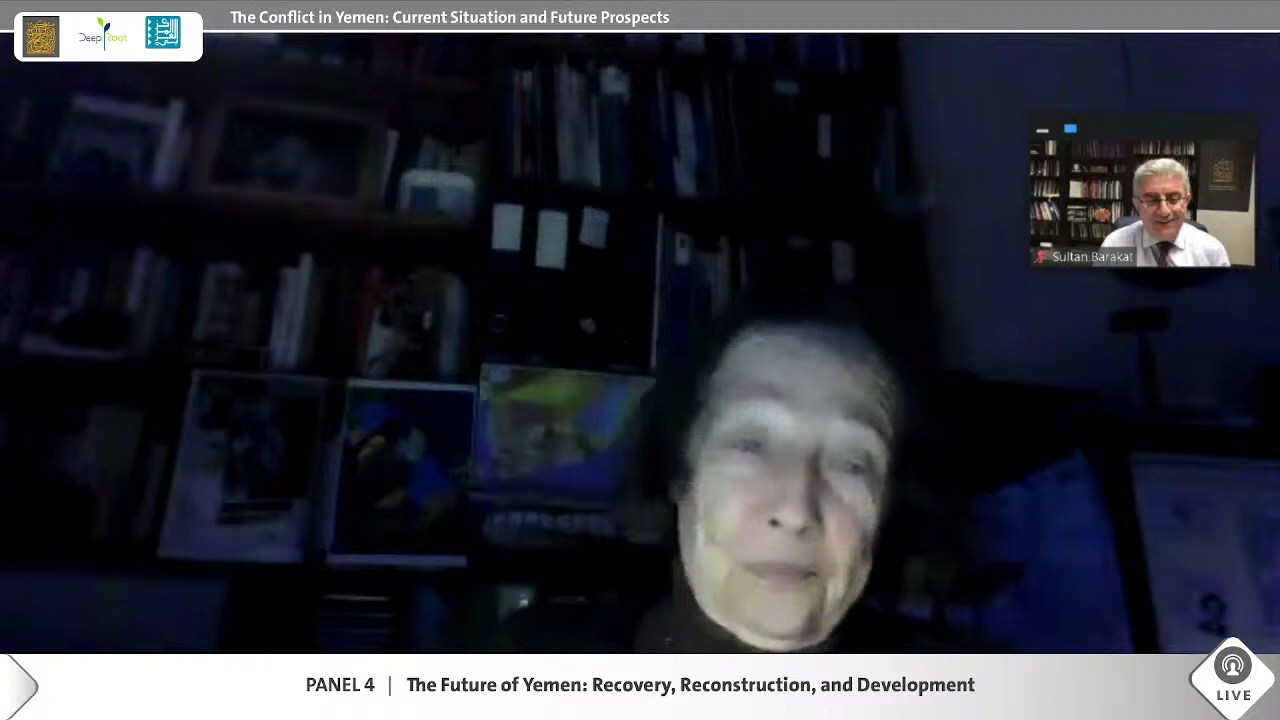 The Conflict in Yemen: Current Situation and Future Prospects
Deep Root
Sultan Barakat
PANEL 4 | The Future of Yemen: Recovery, Reconstruction, and Development
LIVE